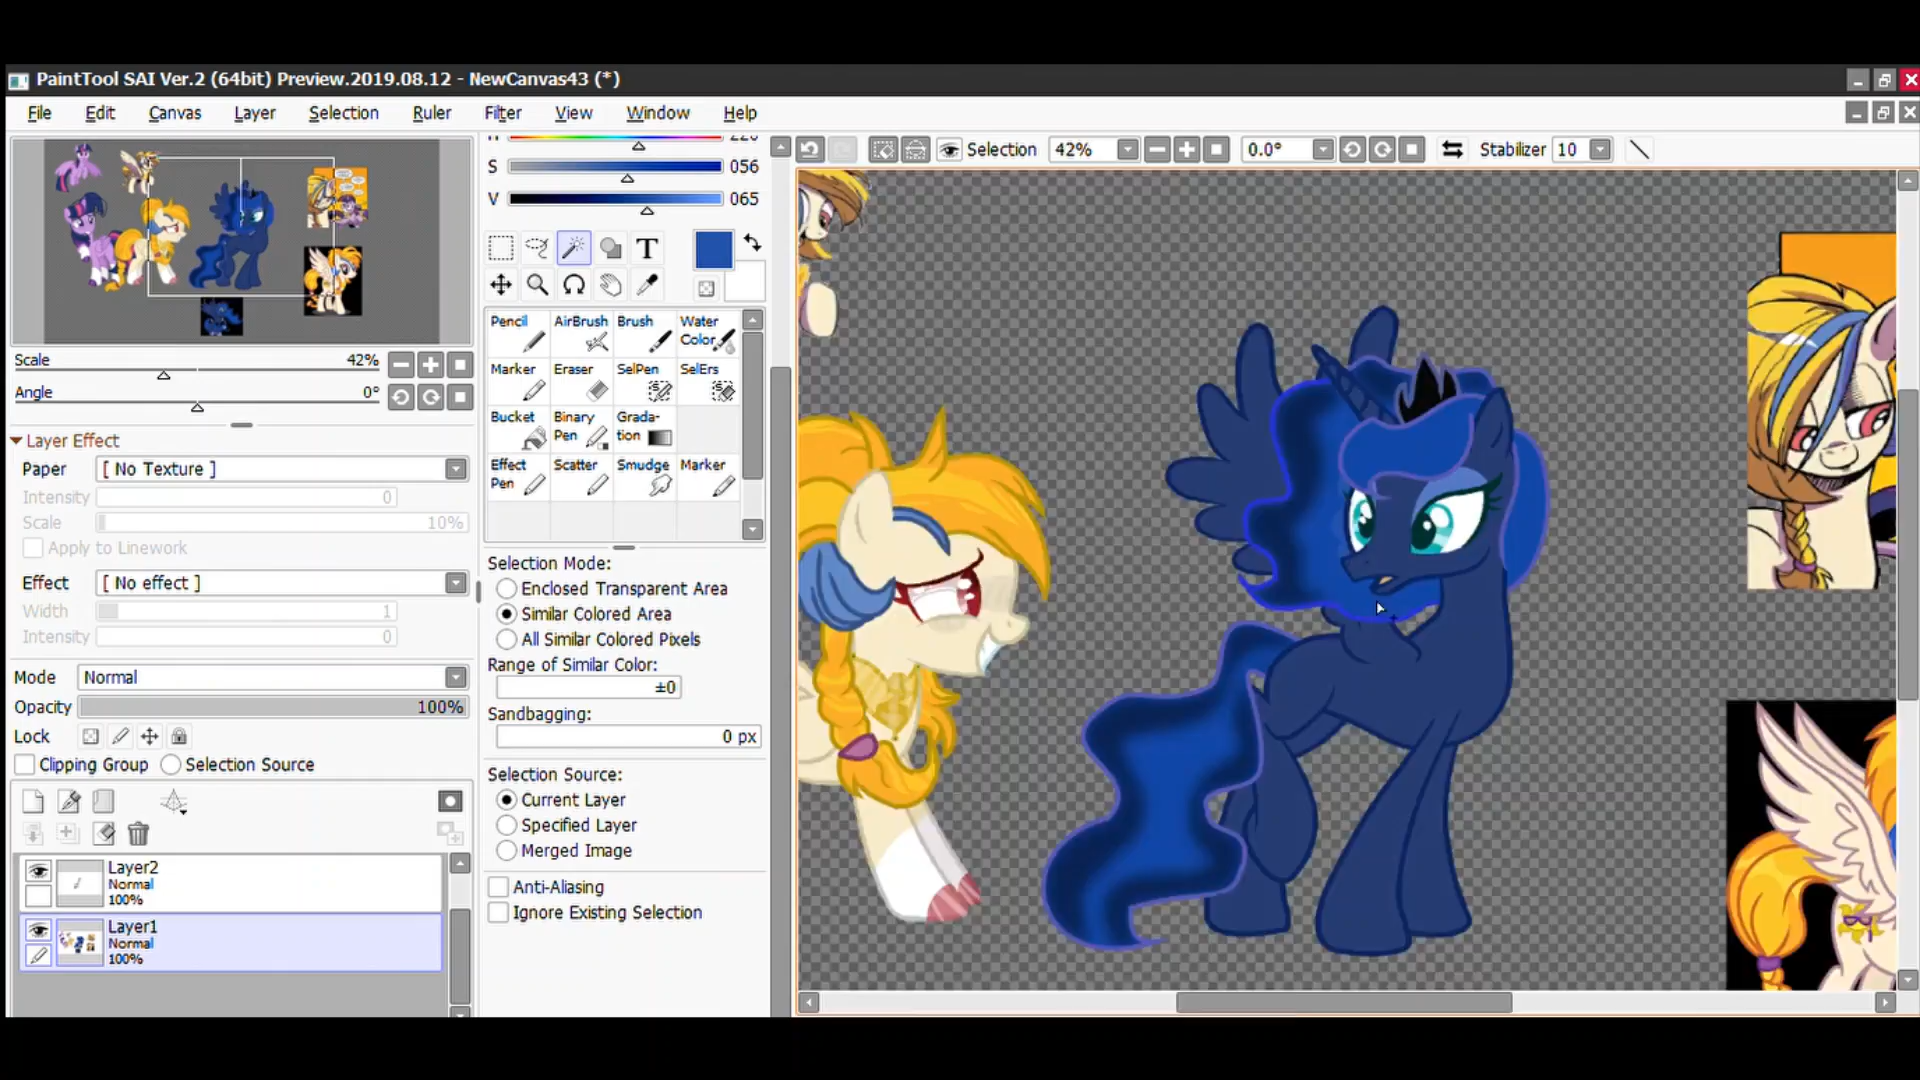 PaintTool SAI Ver.2 (64bit) Preview.2019.08.12 - NewCanvas43 (*)
File Edit Canvas Layer Selection Ruler Filter View Window Help
Selection 42% 0.0° Stabilizer 10
S 056
V 065
T
Scale 42%
Angle 0°
Layer Effect
Paper [ No Texture ]
Intensity 0
Scale 10%
Apply to Linework
Effect [ No effect ]
Width 1
Intensity 0
Mode Normal
Opacity 100%
Lock
Clipping Group Selection Source
Layer2
Normal
100%
Layer1
Normal
100%
Pencil AirBrush Brush Water Color
Marker Eraser SelPen SelErs
Bucket Binary Pen Grada-tion
Effect Pen Scatter Smudge Marker
Selection Mode:
Enclosed Transparent Area
Similar Colored Area
All Similar Colored Pixels
Range of Similar Color:
±0
Sandbagging:
0 px
Selection Source:
Current Layer
Specified Layer
Merged Image
Anti-Aliasing
Ignore Existing Selection